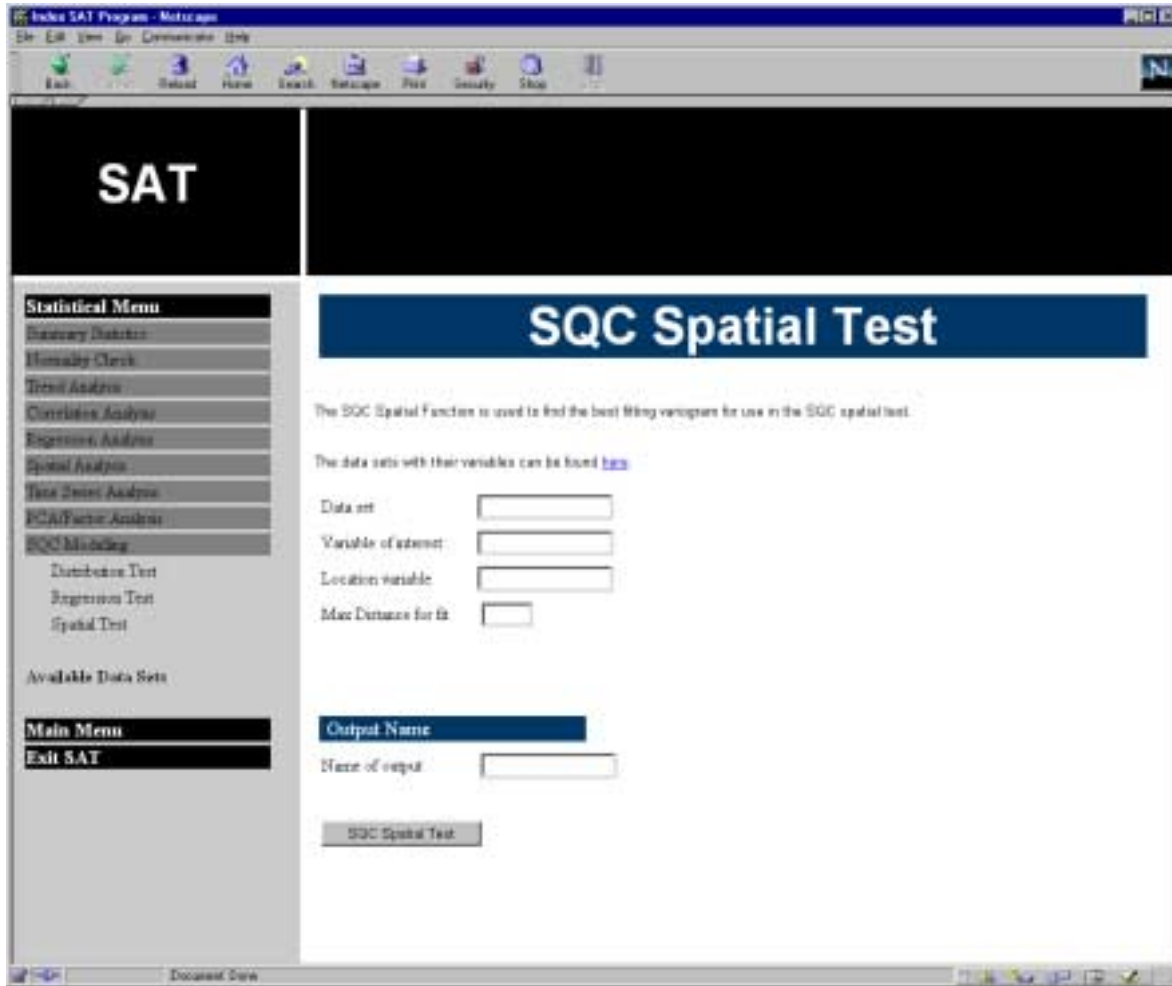 Index SAT Program - Netscape
File Edit View Go Communicator Help
Back Reload Home Search Netscape Print Security Shop
N
SAT
Statistical Menu
Summary Statistics
Normality Check
Trend Analysis
Correlation Analysis
Regression Analysis
Spatial Analysis
Time Series Analysis
PCA/Factor Analysis
SQC Modeling
Distribution Test
Regression Test
Spatial Test
Available Data Sets
Main Menu
Exit SAT
SQC Spatial Test
The SQC Spatial Function is used to find the best fitting variogram for use in the SQC spatial test.
The data sets with their variables can be found here.
Data set
Variable of interest
Location variable
Max Distance for fit
Output Name
Name of output
SQC Spatial Test
Document: Done